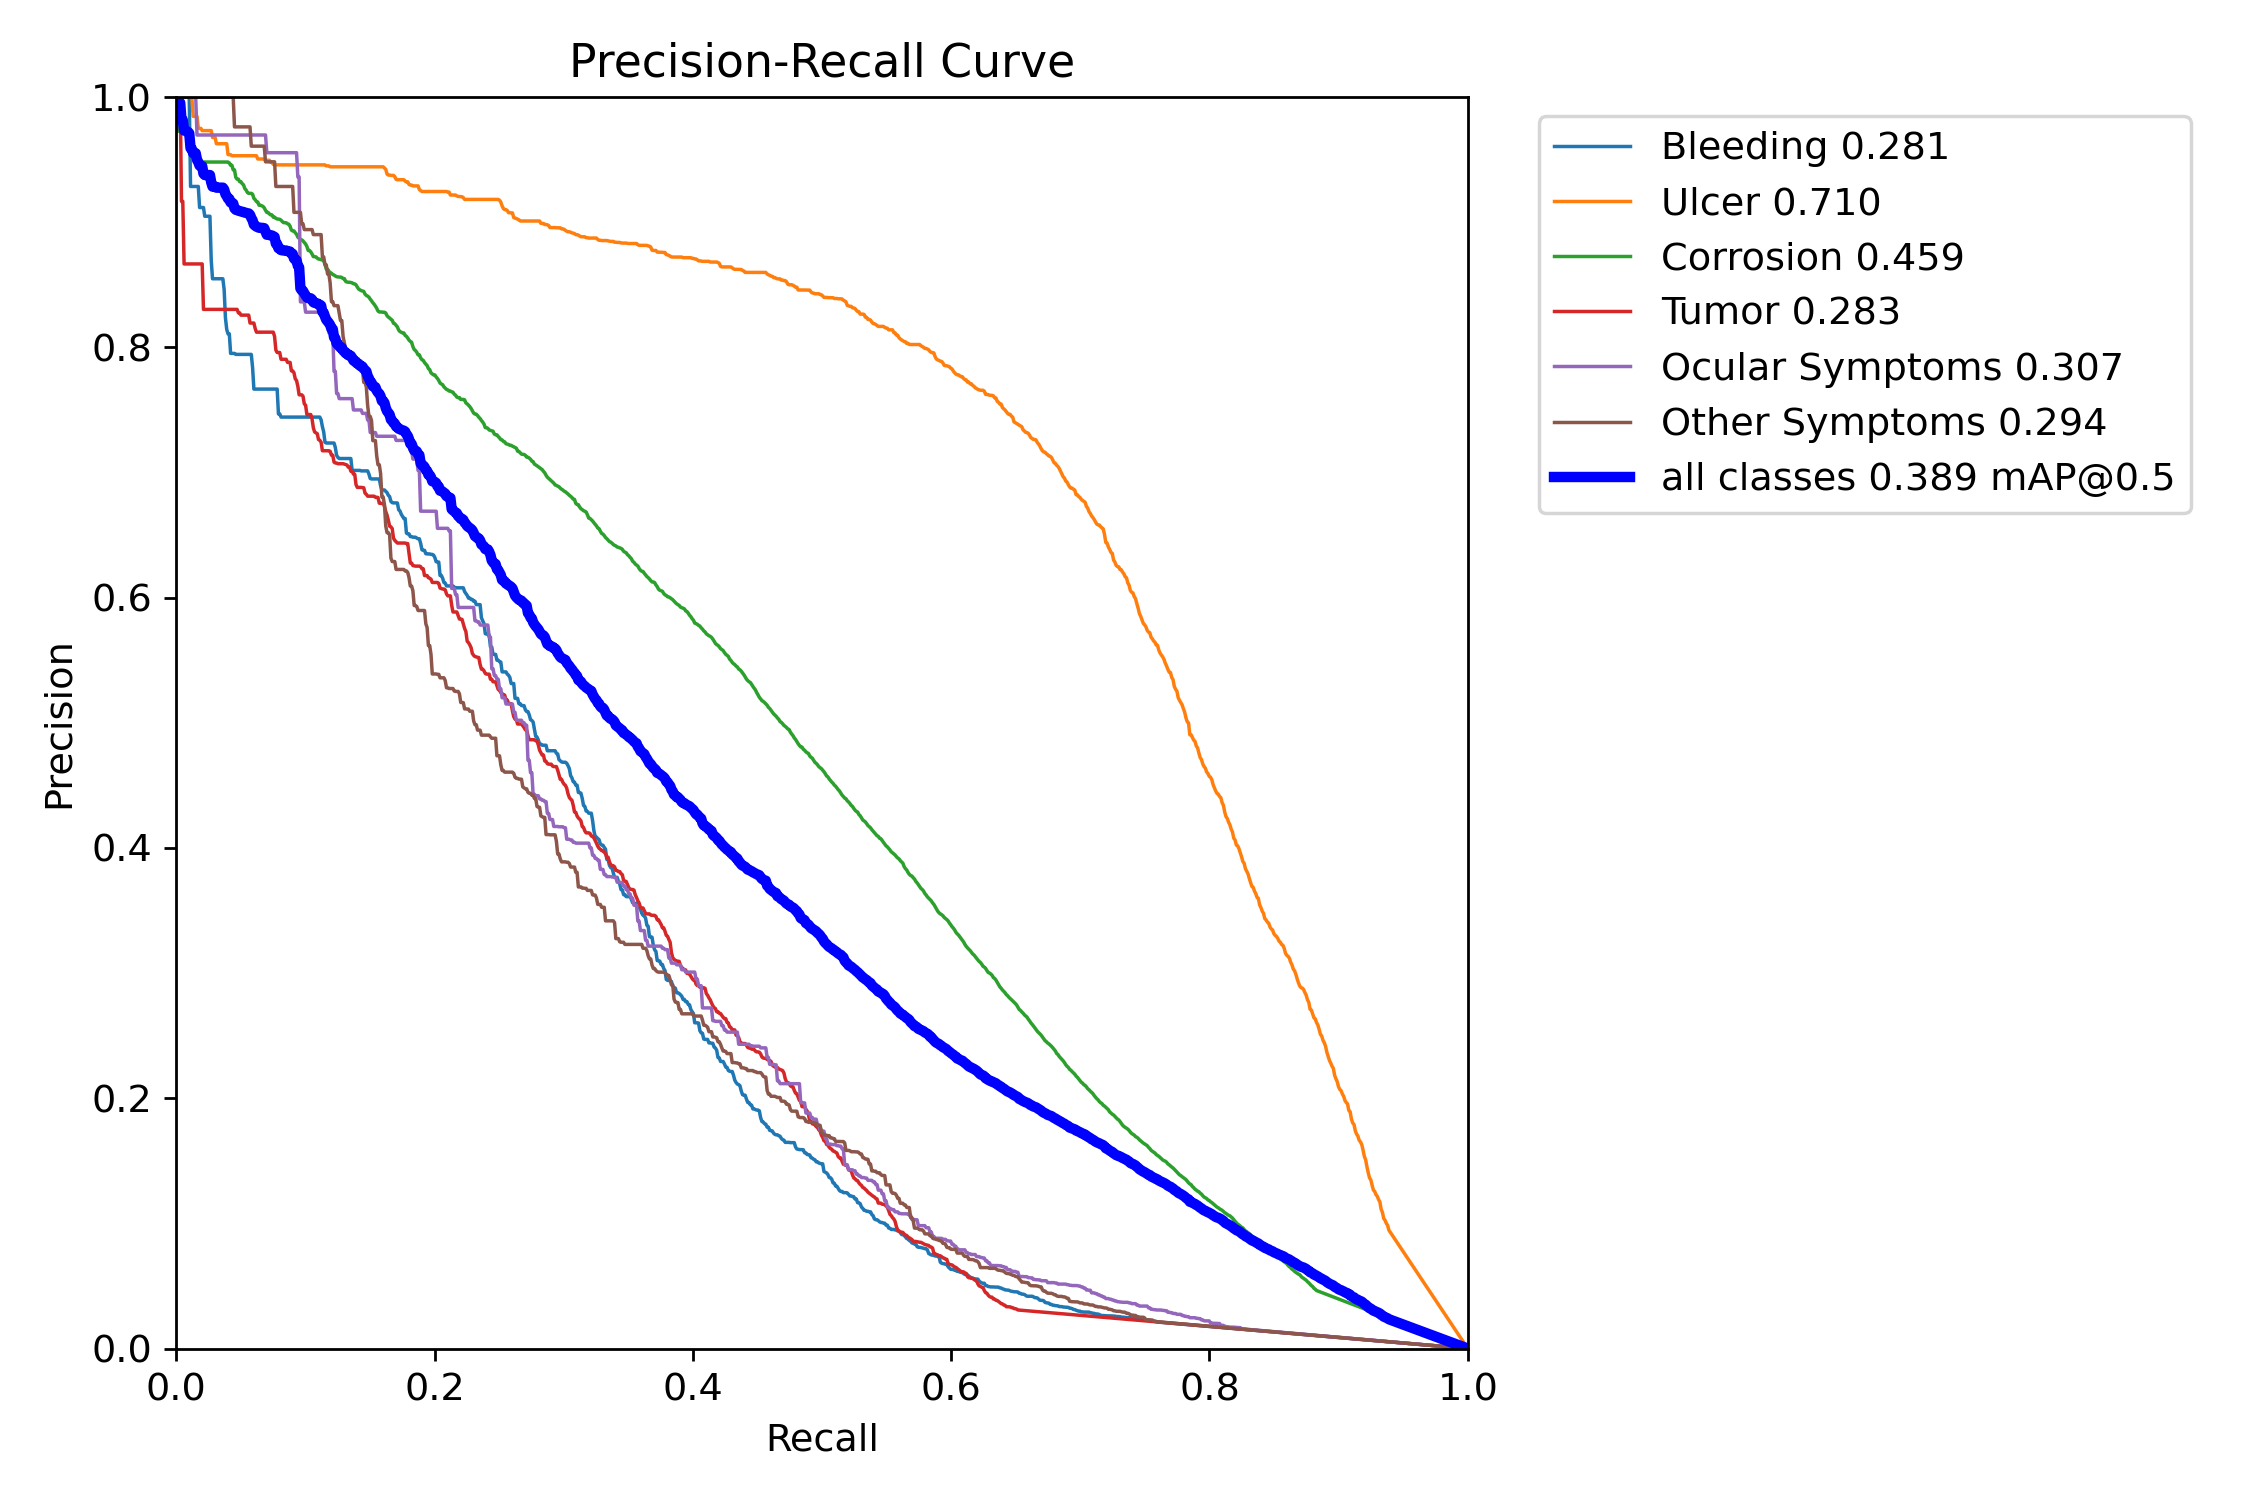 Precision-Recall Curve
1.0
0.8
0.6
0.4
0.2
0.0
Precision
0.0 0.2 0.4 0.6 0.8 1.0
Recall
Bleeding 0.281
Ulcer 0.710
Corrosion 0.459
Tumor 0.283
Ocular Symptoms 0.307
Other Symptoms 0.294
all classes 0.389 mAP@0.5